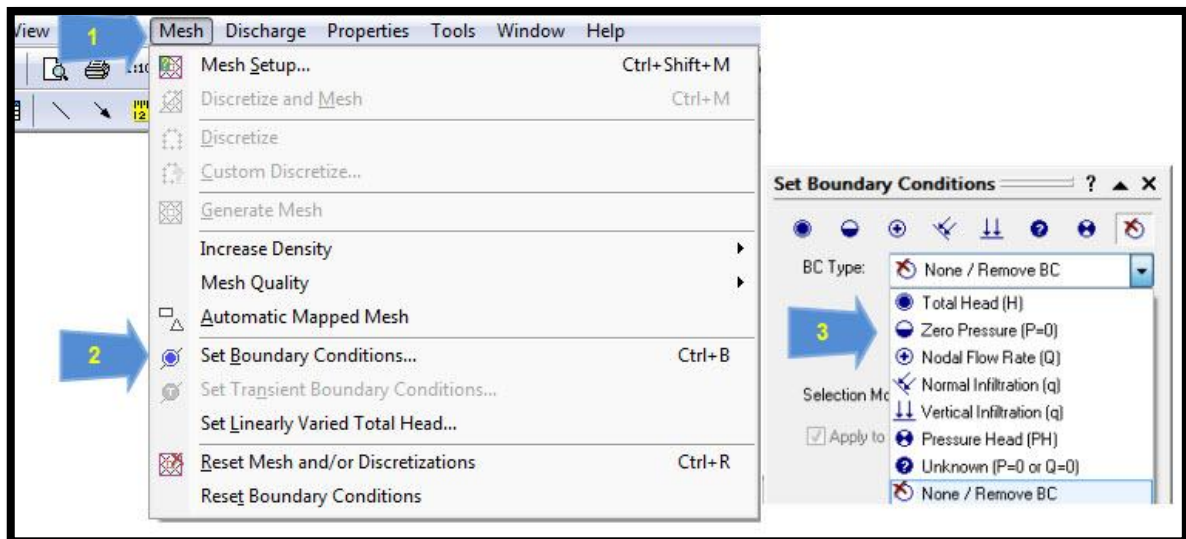 View
1
Mesh Discharge Properties Tools Window Help
Mesh Setup... Ctrl+Shift+M
Discretize and Mesh Ctrl+M
Discretize
Custom Discretize...
Generate Mesh
Increase Density
Mesh Quality
Automatic Mapped Mesh
2
Set Boundary Conditions... Ctrl+B
Set Transient Boundary Conditions...
Set Linearly Varied Total Head...
Reset Mesh and/or Discretizations Ctrl+R
Reset Boundary Conditions
Set Boundary Conditions ?
BC Type: None / Remove BC
Total Head (H)
3
Zero Pressure (P=0)
Nodal Flow Rate (Q)
Normal Infiltration (q)
Selection
Vertical Infiltration (q)
Apply to
Pressure Head (PH)
Unknown (P=0 or Q=0)
None / Remove BC